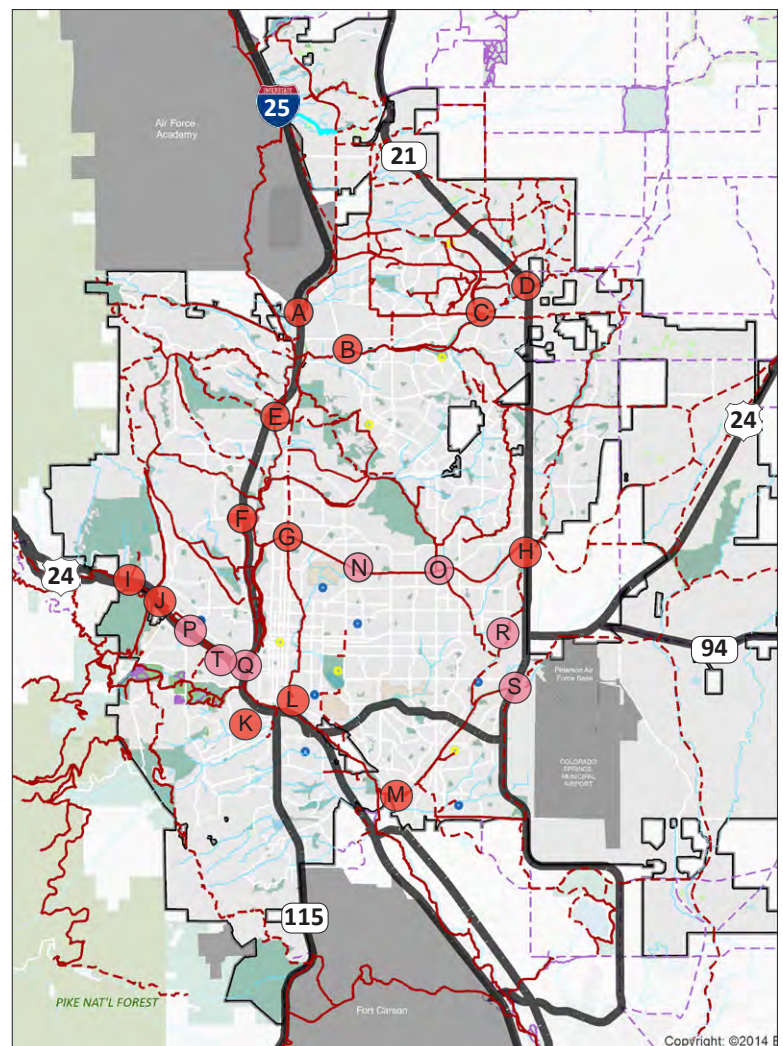 Air Force
Academy
INTERSTATE
25
21
D
A
C
B
E
24
F
G
H
N
O
I
24
J
P
R
94
T
Q
Peterson Air
Force Base
S
L
K
COLORADO
SPRINGS
MUNICIPAL
AIRPORT
M
115
PIKE NAT'L FOREST
Fort Carson
Copyright: ©2014